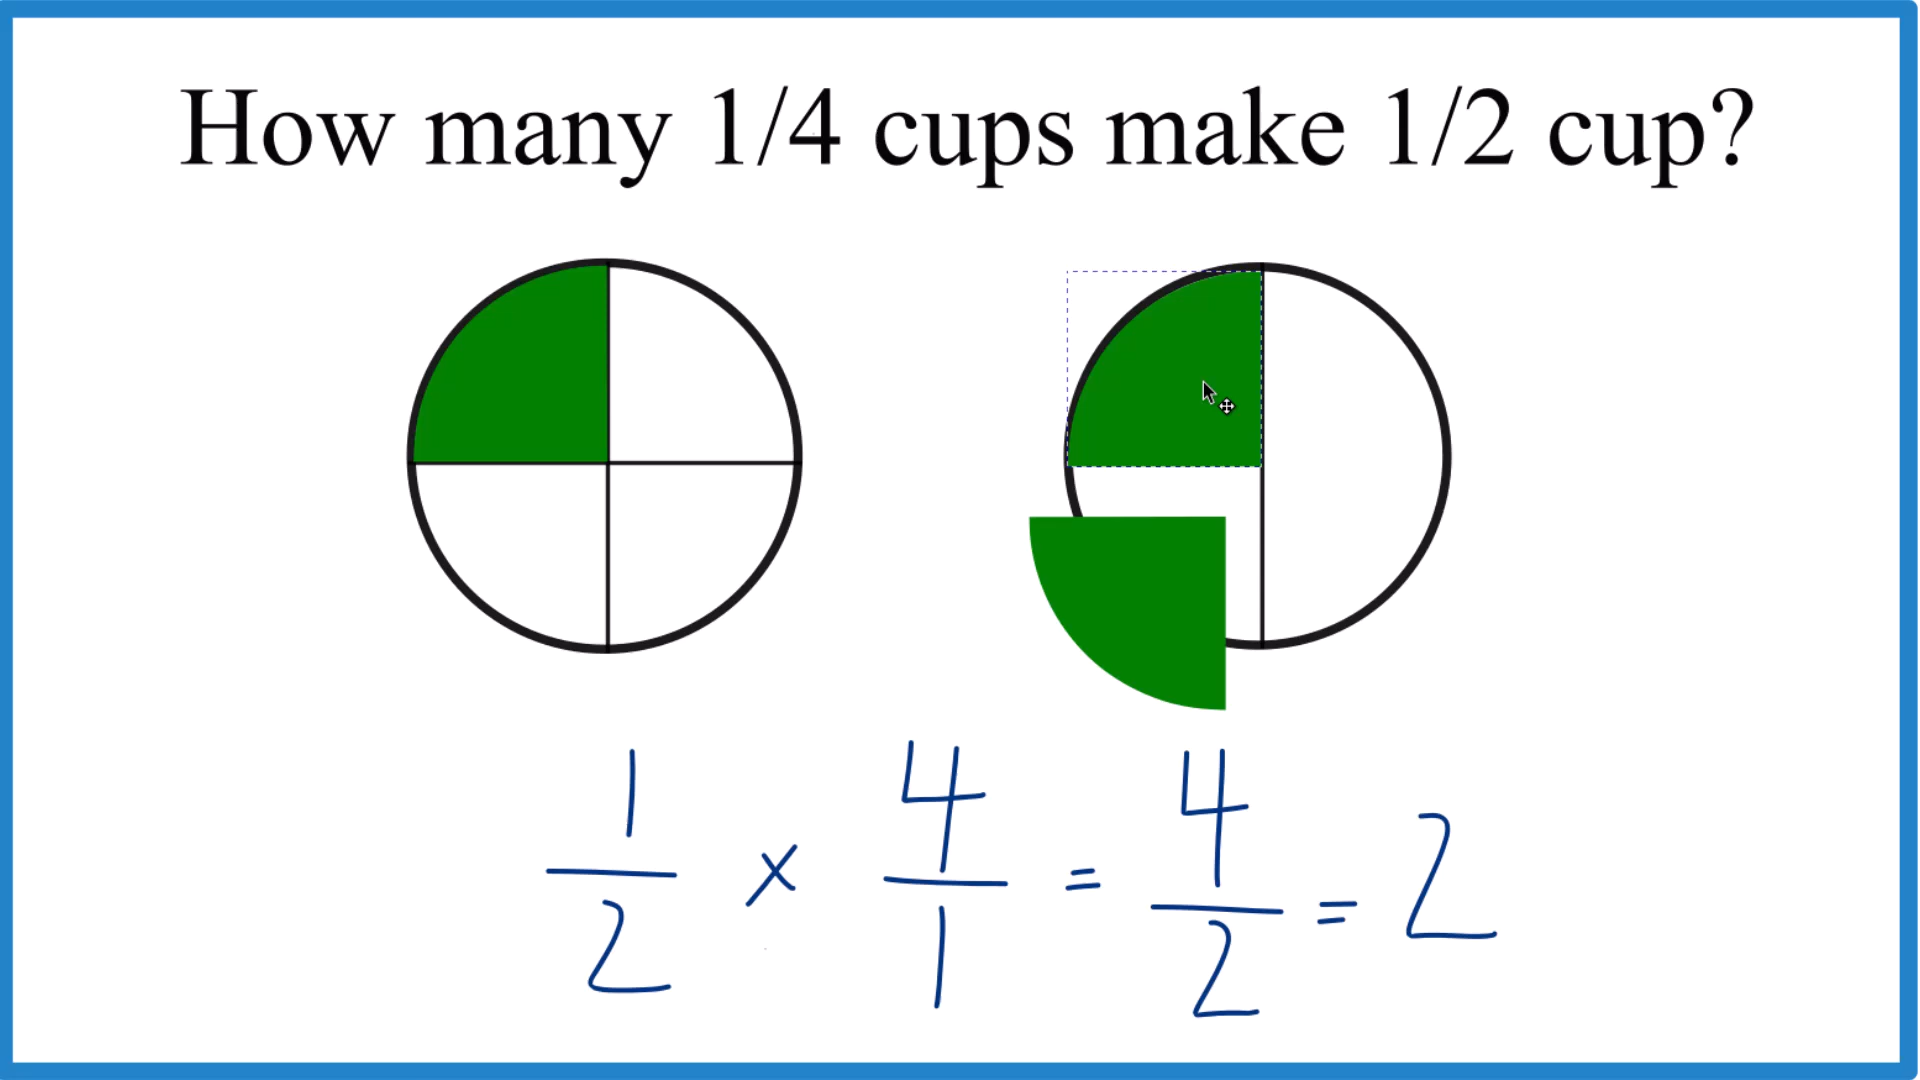 How many 1/4 cups make 1/2 cup?
1/2 × 4/1 = 4/2 = 2